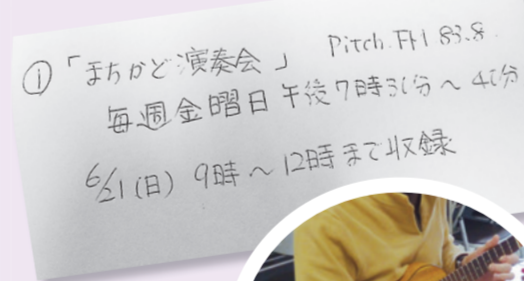 ① 「まちかど演奏会」 Pitch FM 83.8
毎週金曜日 午後7時30分～40分
6/21(日) 9時～12時まで収録